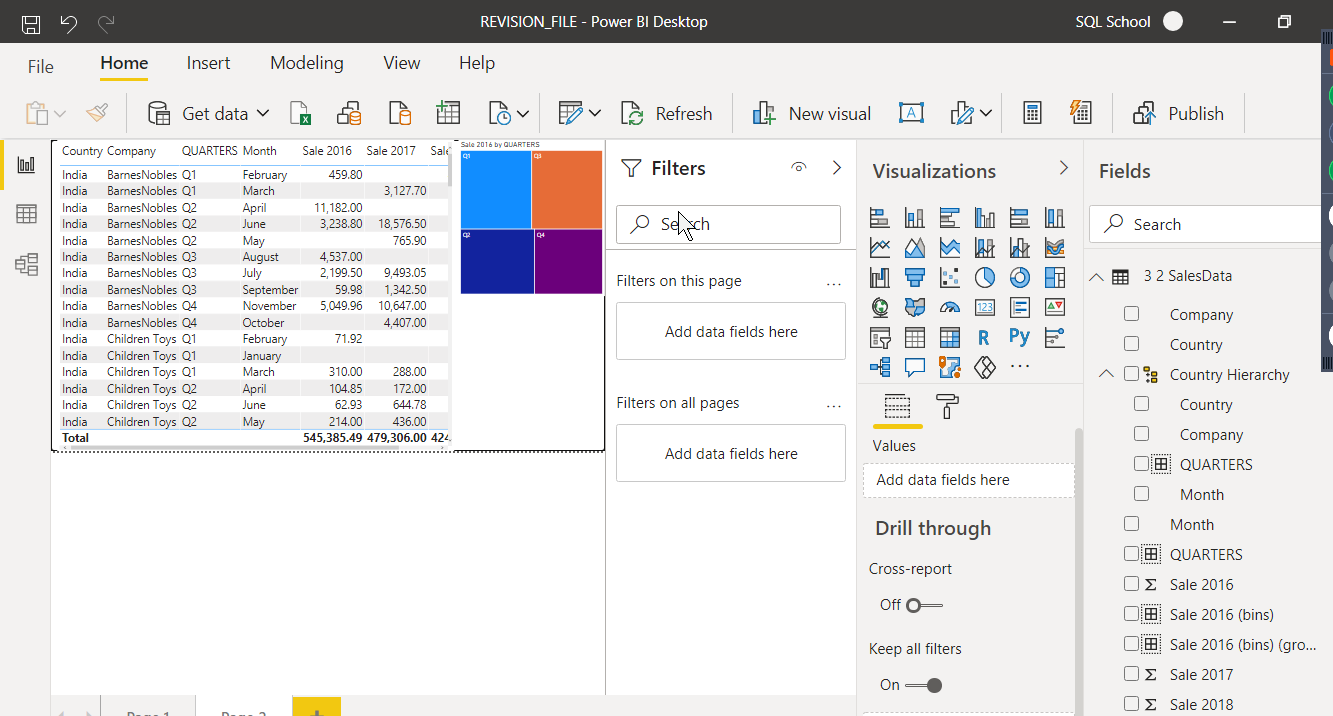 REVISION_FILE - Power BI Desktop
SQL School
File Home Insert Modeling View Help
Get data Refresh New visual Publish
Country Company QUARTERS Month Sale 2016 Sale 2017 Sale
India BarnesNobles Q1 February 459.80
India BarnesNobles Q1 March 3,127.70
India BarnesNobles Q2 April 11,182.00
India BarnesNobles Q2 June 3,238.80 18,576.50
India BarnesNobles Q2 May 765.90
India BarnesNobles Q3 August 4,537.00
India BarnesNobles Q3 July 2,199.50 9,493.05
India BarnesNobles Q3 September 59.98 1,342.50
India BarnesNobles Q4 November 5,049.96 10,647.00
India BarnesNobles Q4 October 4,407.00
India Children Toys Q1 February 71.92
India Children Toys Q1 January
India Children Toys Q1 March 310.00 288.00
India Children Toys Q2 April 104.85 172.00
India Children Toys Q2 June 62.93 644.78
India Children Toys Q2 May 214.00 436.00
Total 545,385.49 479,306.00 424.
Sale 2016 by QUARTERS
Q1 Q3
Q2 Q4
Filters
Search
Filters on this page ...
Add data fields here
Filters on all pages ...
Add data fields here
Visualizations
123
R Py
...
Values
Add data fields here
Drill through
Cross-report
Off
Keep all filters
On
Fields
Search
3 2 SalesData
Company
Country
Country Hierarchy
Country
Company
QUARTERS
Month
Month
QUARTERS
Σ Sale 2016
Sale 2016 (bins)
Sale 2016 (bins) (gro...
Σ Sale 2017
Σ Sale 2018
Page 1 Page 2 +